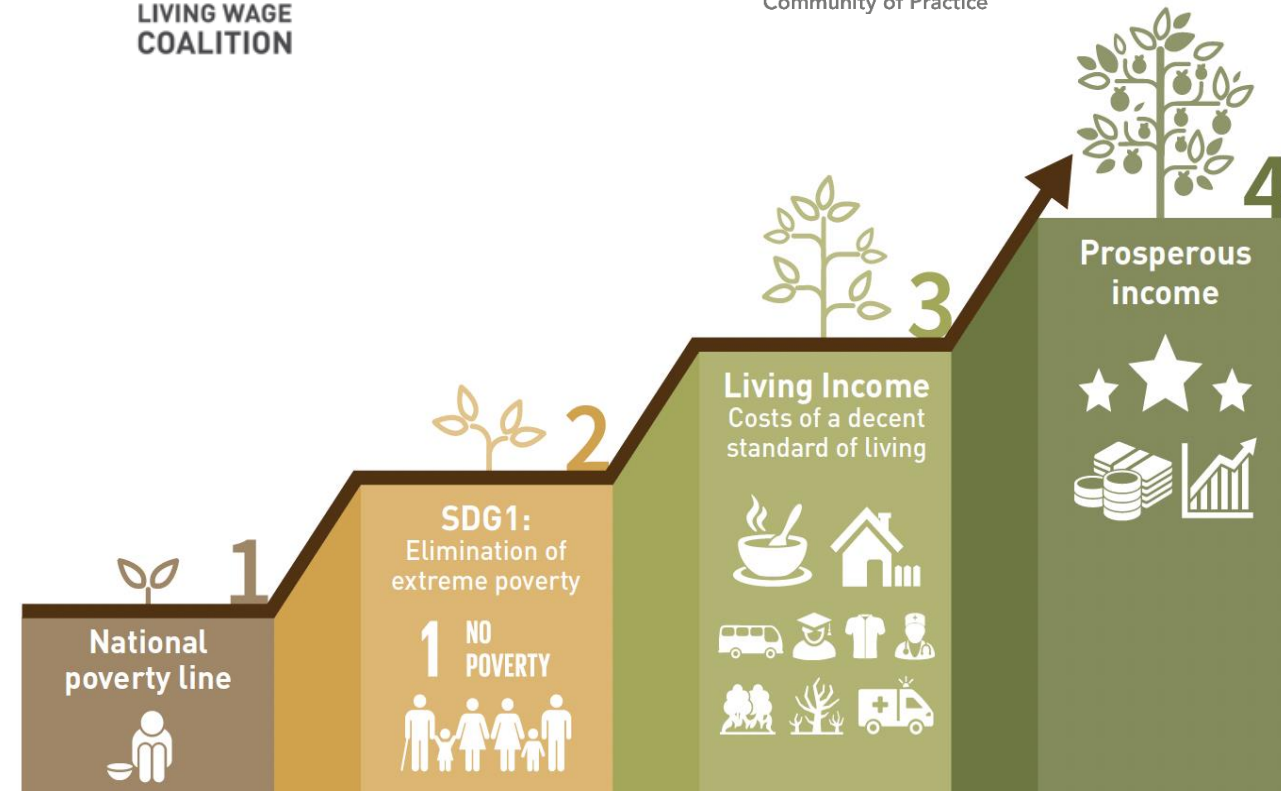 LIVING WAGE
COALITION
Community of Practice
1
National
poverty line
2
SDG1:
Elimination of
extreme poverty
1 NO
POVERTY
3
Living Income
Costs of a decent
standard of living
4
Prosperous
income